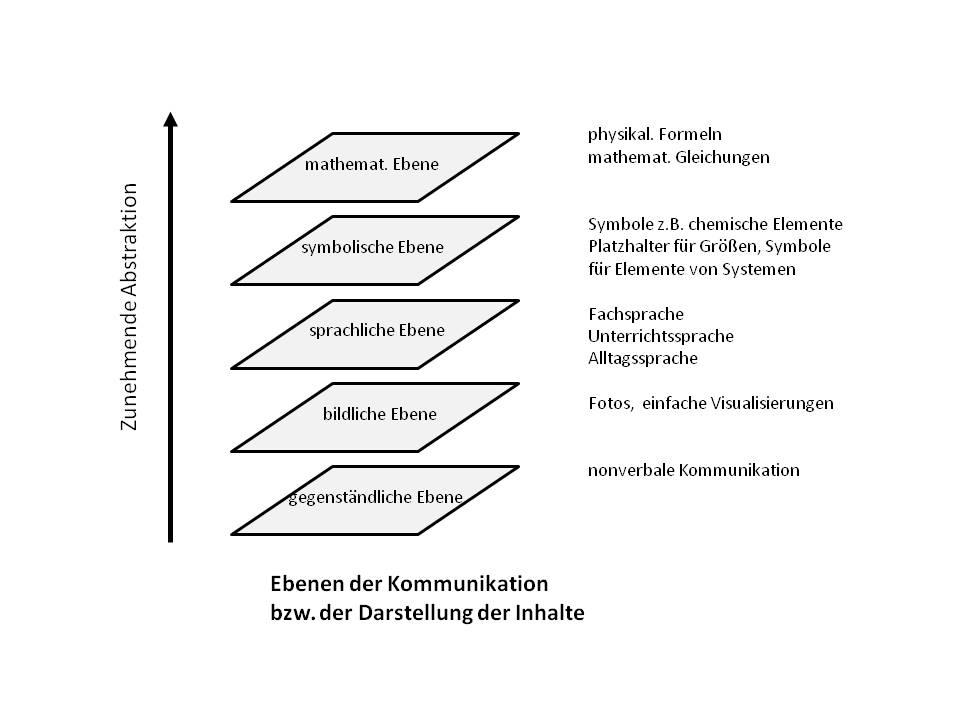 Zunehmende Abstraktion
mathemat. Ebene
physikal. Formeln
mathemat. Gleichungen
symbolische Ebene
Symbole z.B. chemische Elemente
Platzhalter für Größen, Symbole
für Elemente von Systemen
sprachliche Ebene
Fachsprache
Unterrichtssprache
Alltagssprache
bildliche Ebene
Fotos, einfache Visualisierungen
gegenständliche Ebene
nonverbale Kommunikation
Ebenen der Kommunikation
bzw. der Darstellung der Inhalte